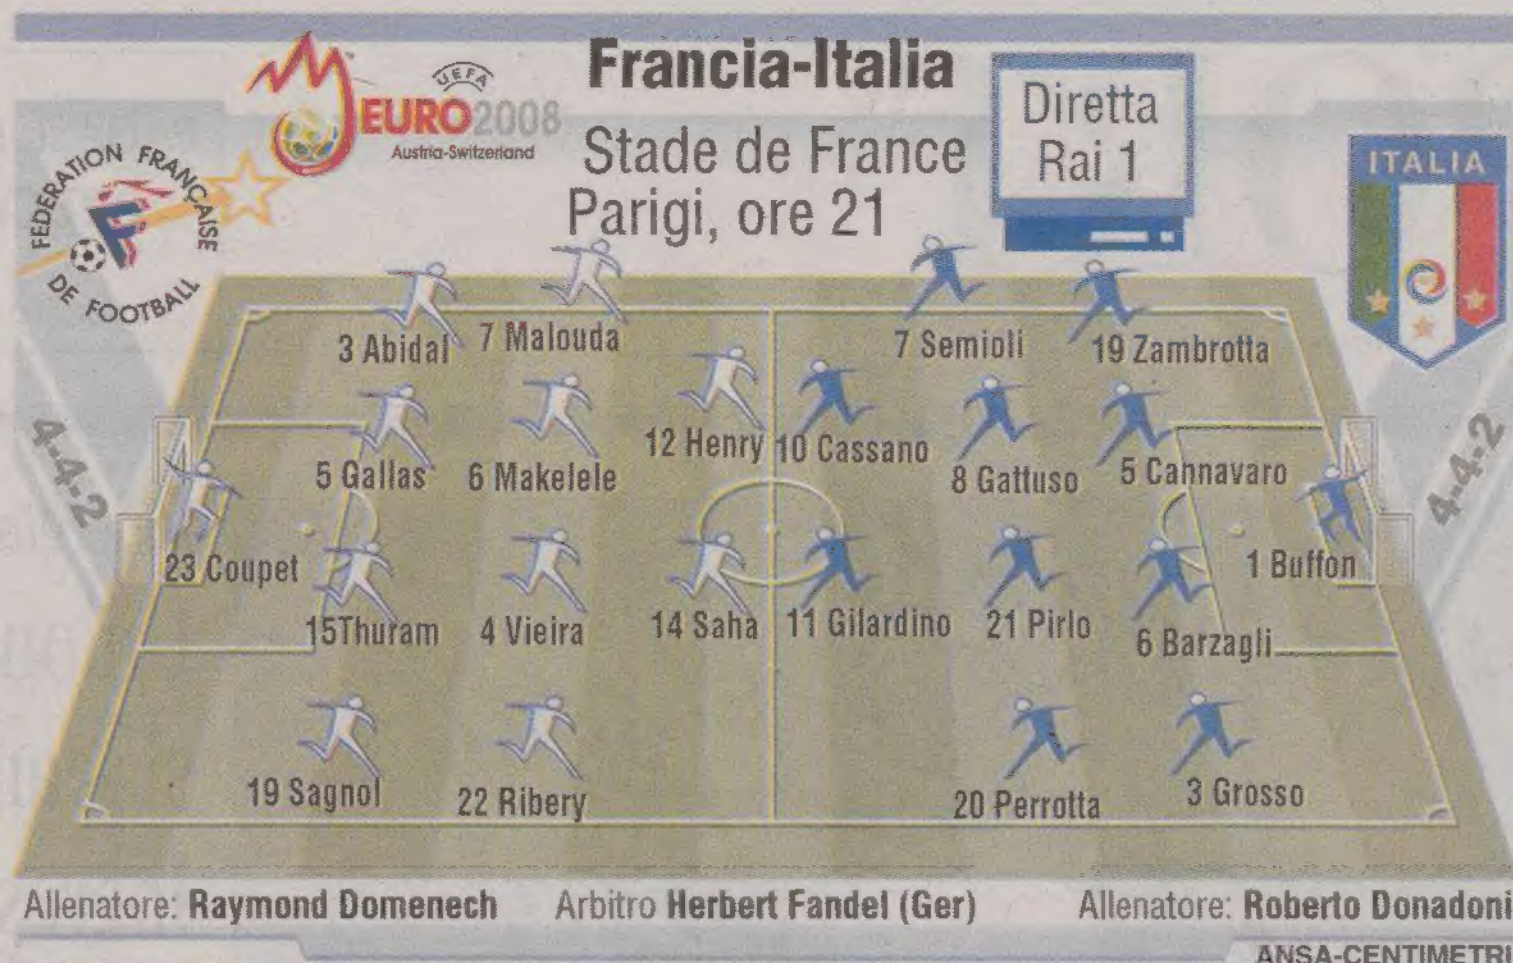 Francia-Italia
UEFA
EURO2008
Austria-Switzerland
Stade de France
Parigi, ore 21
Diretta
Rai 1
FEDERATION FRANÇAISE
DE FOOTBALL
ITALIA
4-4-2
4-4-2
3 Abidal
7 Malouda
7 Semioli
19 Zambrotta
12 Henry
10 Cassano
5 Gallas
6 Makelele
8 Gattuso
5 Cannavaro
23 Coupet
1 Buffon
15Thuram
4 Vieira
14 Saha
11 Gilardino
21 Pirlo
6 Barzagli
19 Sagnol
22 Ribery
20 Perrotta
3 Grosso
Allenatore: Raymond Domenech
Arbitro Herbert Fandel (Ger)
Allenatore: Roberto Donadoni
ANSA-CENTIMETRI